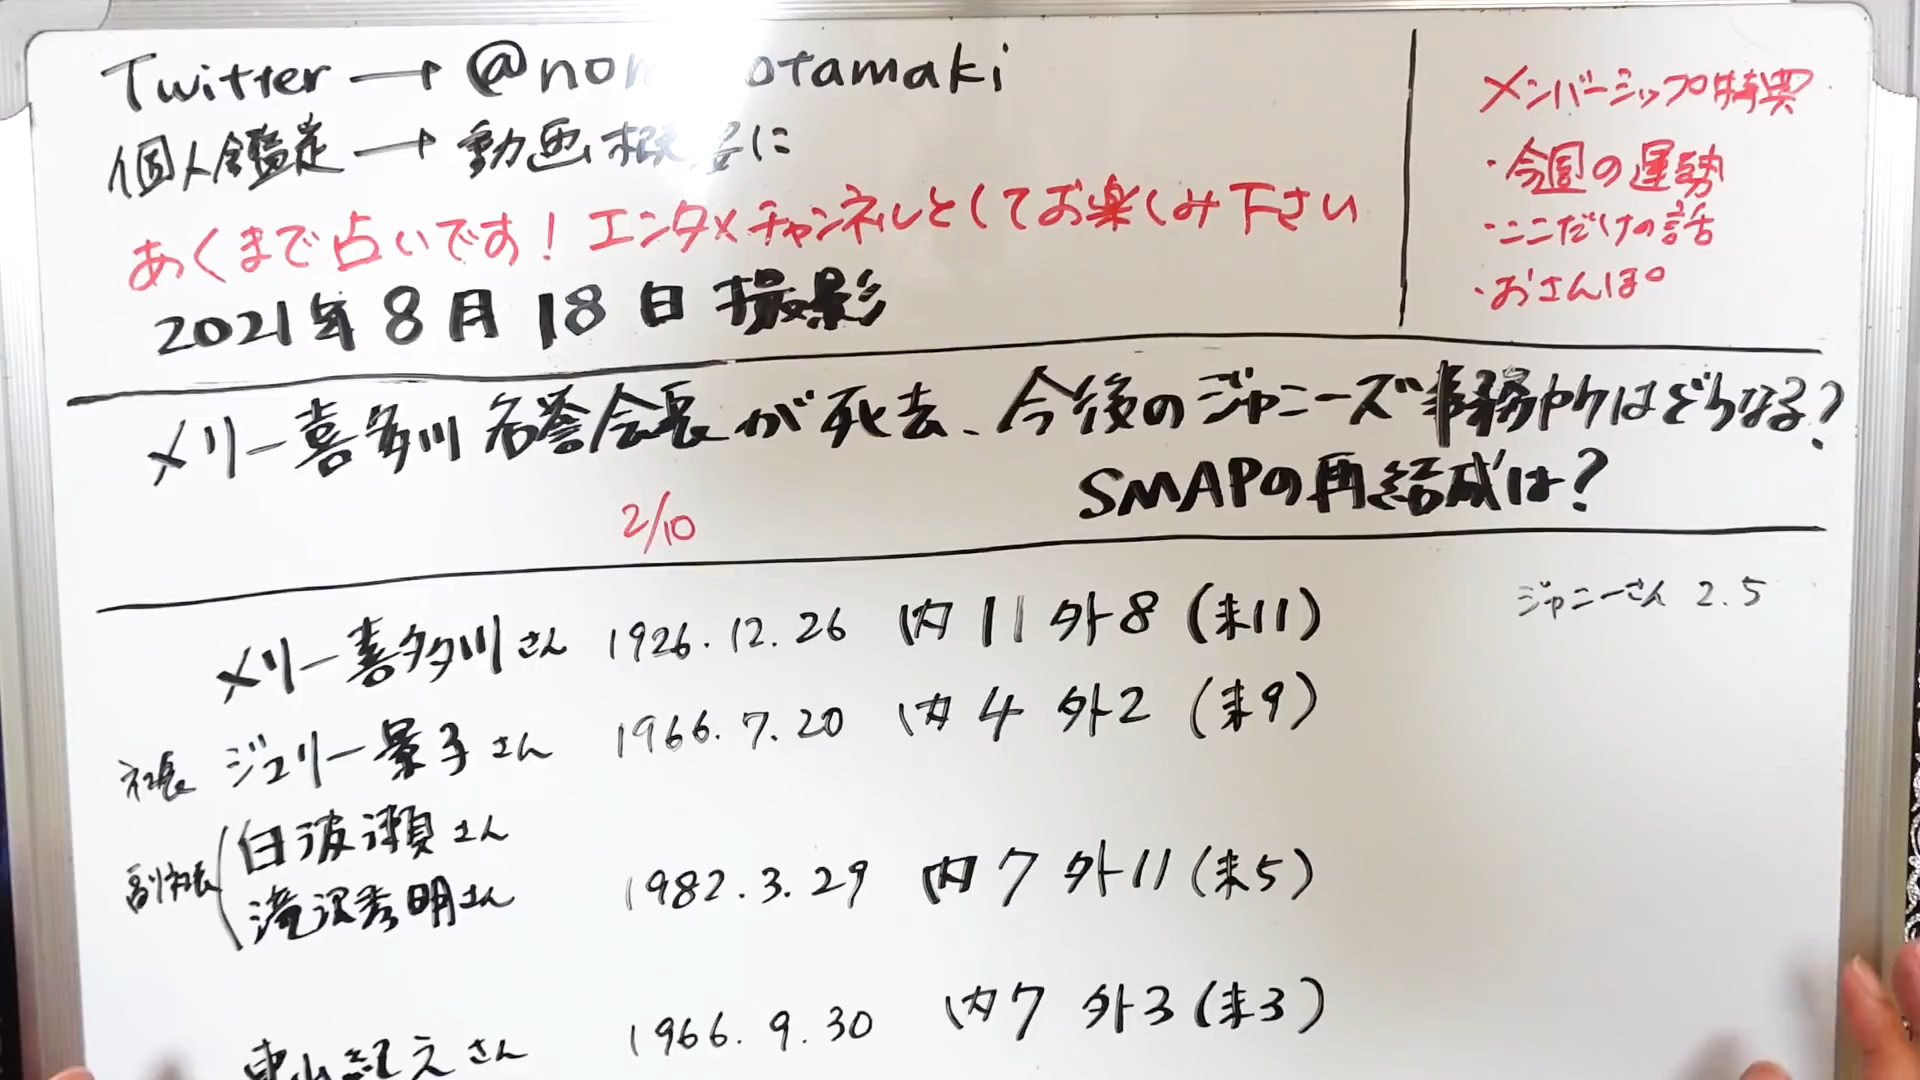 Twitter → @nom otamaki
個人鑑定 → 動画概要に
あくまで占いです！エンタメチャンネルとしてお楽しみ下さい
2021年8月18日撮影
メンバーシップ特典
・今週の運勢
・ここだけの話
・おさんぽ
メリー喜多川名誉会長が死去、今後のジャニーズ事務所はどうなる？
SMAPの再結成は？
2/10
ジャニーさん 2.5
メリー喜多川さん 1926.12.26 内11 外8 (未11)
社長 ジュリー景子さん 1966.7.20 内4 外2 (未9)
副社長
白波瀬さん
滝沢秀明さん 1982.3.29 内7 外11 (未5)
東山紀之さん 1966.9.30 内7 外3 (未3)